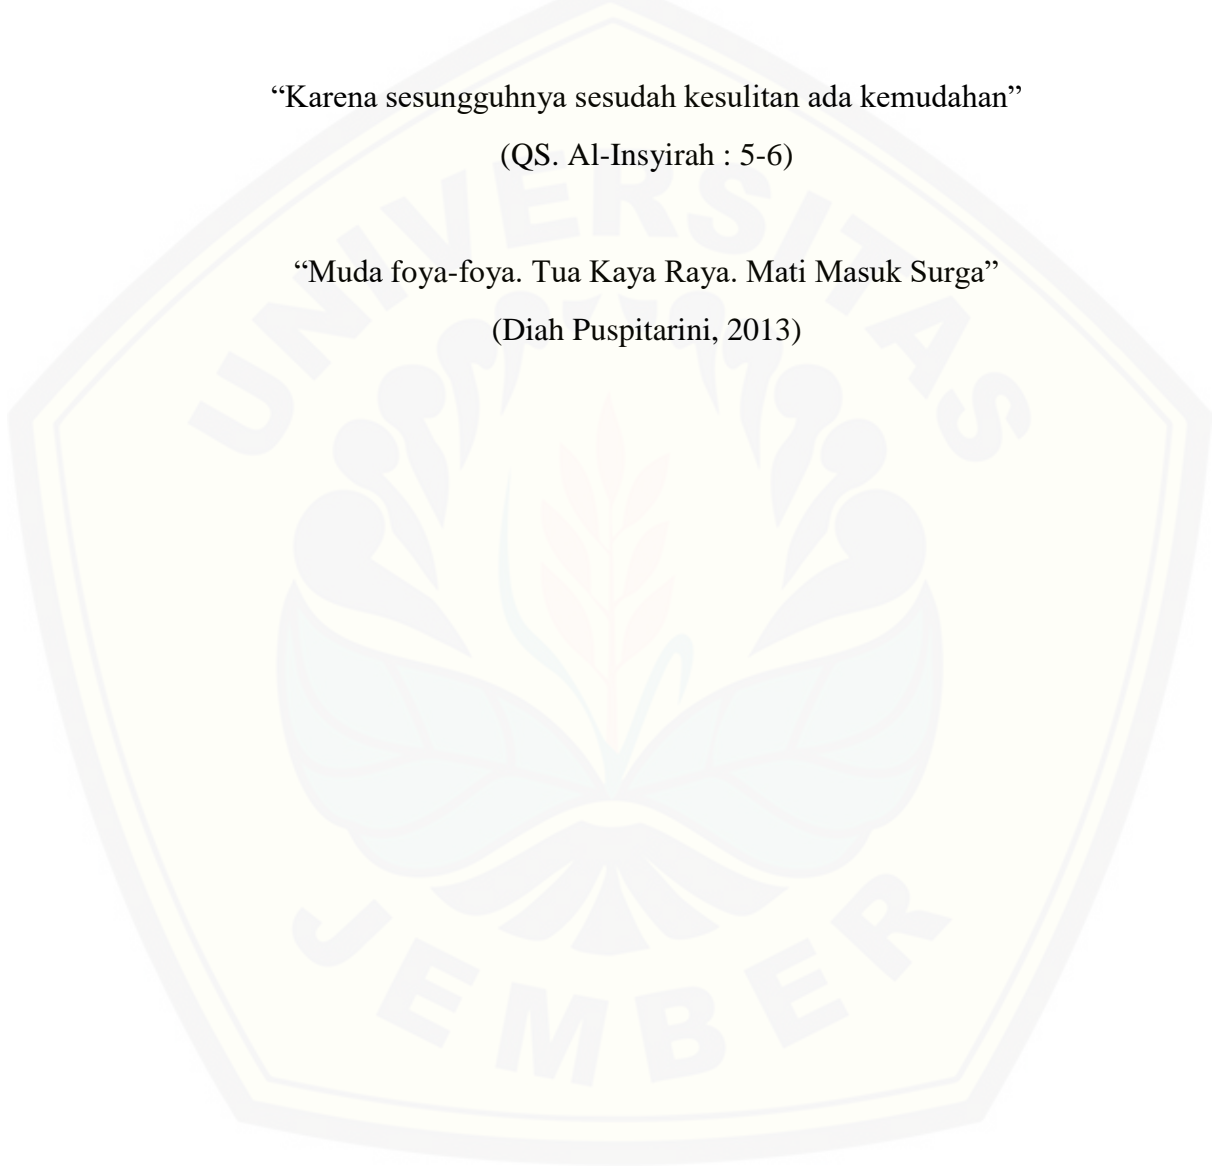 “Karena sesungguhnya sesudah kesulitan ada kemudahan”
(QS. Al-Insyirah : 5-6)
“Muda foya-foya. Tua Kaya Raya. Mati Masuk Surga”
(Diah Puspitarini, 2013)
UNIVERSITAS
JEMBER